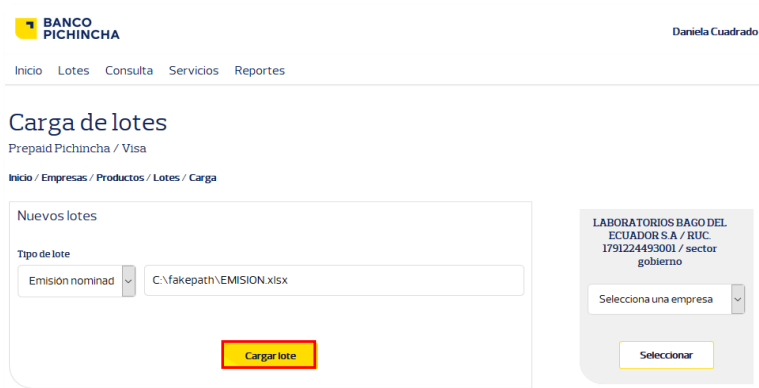 BANCO
PICHINCHA
Daniela Cuadrado
Inicio Lotes Consulta Servicios Reportes
Carga de lotes
Prepaid Pichincha / Visa
Inicio / Empresas / Productos / Lotes / Carga
Nuevos lotes
Tipo de lote
Emisión nominad
C:\fakepath\EMISION.xlsx
Cargar lote
LABORATORIOS BAGO DEL
ECUADOR S.A / RUC.
1791224493001 / sector
gobierno
Selecciona una empresa
Seleccionar